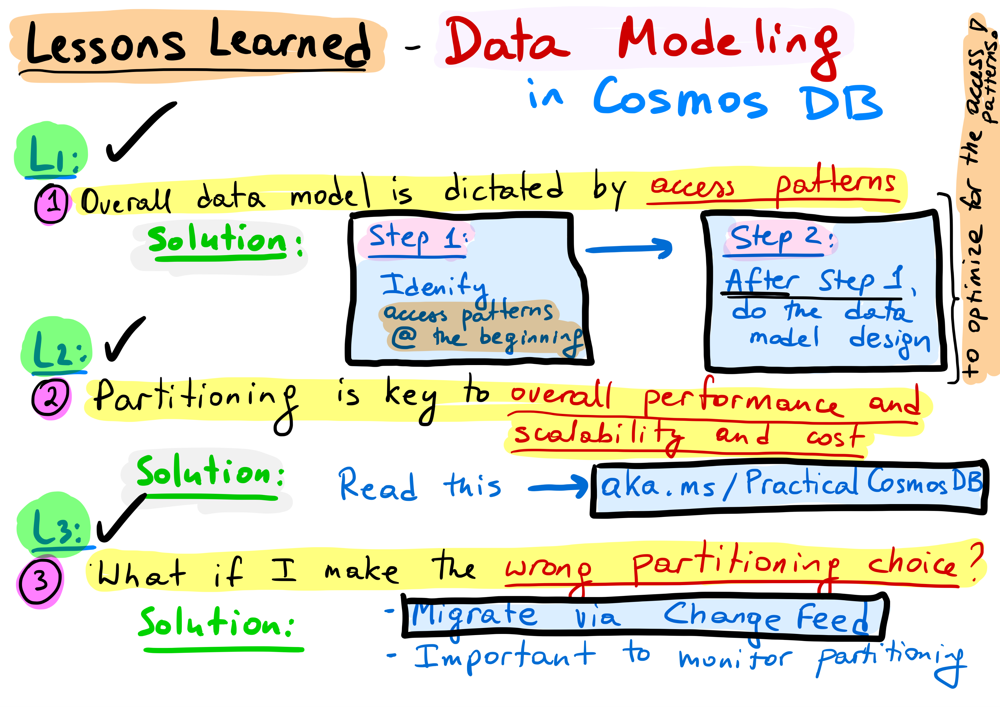 Lessons Learned - Data Modeling
in Cosmos DB
L1:
1 Overall data model is dictated by access patterns
Solution:
Step 1:
Idenify
access patterns
@ the beginning
Step 2:
After Step 1,
do the data
model design
to optimize for the access
patterns.
L2:
2 Partitioning is key to overall performance and
scalability and cost
Solution: Read this → aka.ms/PracticalCosmosDB
L3:
3 What if I make the wrong partitioning choice?
Solution: - Migrate via Change Feed
- Important to monitor partitioning